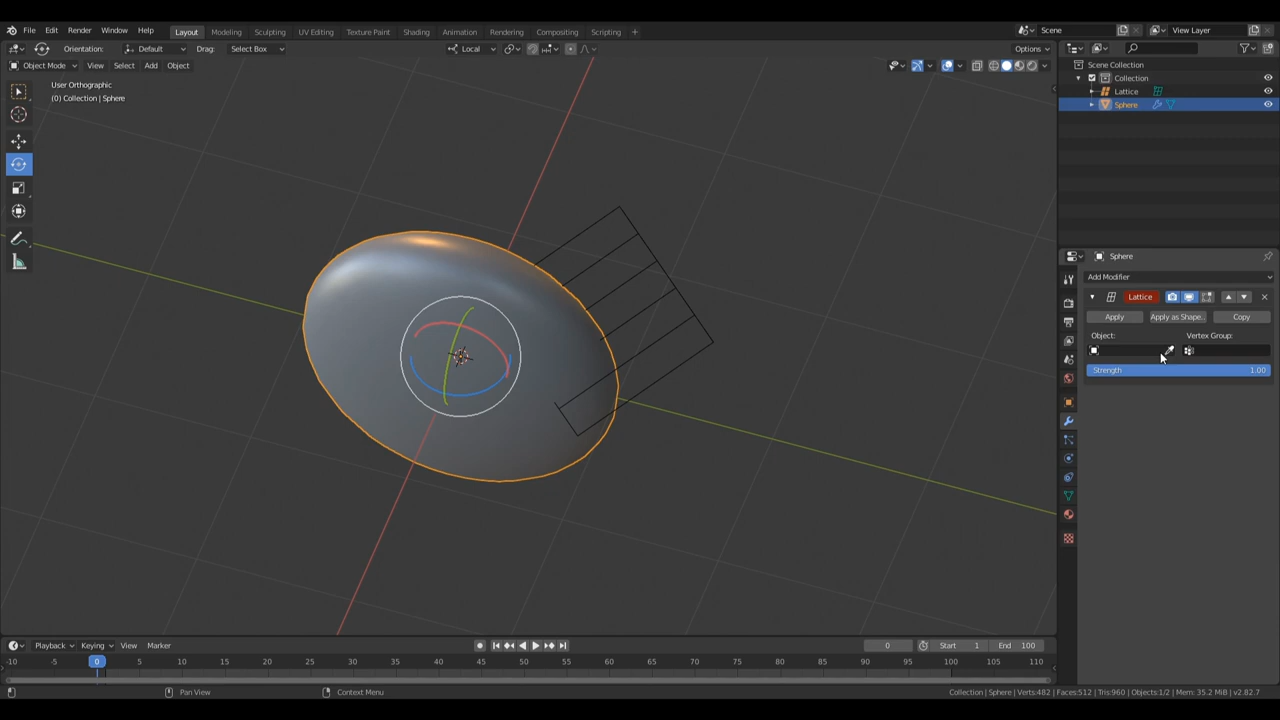 File Edit Render Window Help Layout Modeling Sculpting UV Editing Texture Paint Shading Animation Rendering Compositing Scripting + Scene View Layer
Orientation: Default Drag: Select Box Local Options
Object Mode View Select Add Object
User Orthographic
(0) Collection | Sphere
Scene Collection
Collection
Lattice
Sphere
Sphere
Add Modifier
Lattice
Apply Apply as Shape.. Copy
Object: Vertex Group:
Strength 1.00
Playback Keying View Marker 0 Start 1 End 100
-10 -5 0 5 10 15 20 25 30 35 40 45 50 55 60 65 70 75 80 85 90 95 100 105 110
Pan View Context Menu Collection | Sphere | Verts:482 | Faces:512 | Tris:960 | Objects:1/2 | Mem: 35.2 MiB | v2.82.7